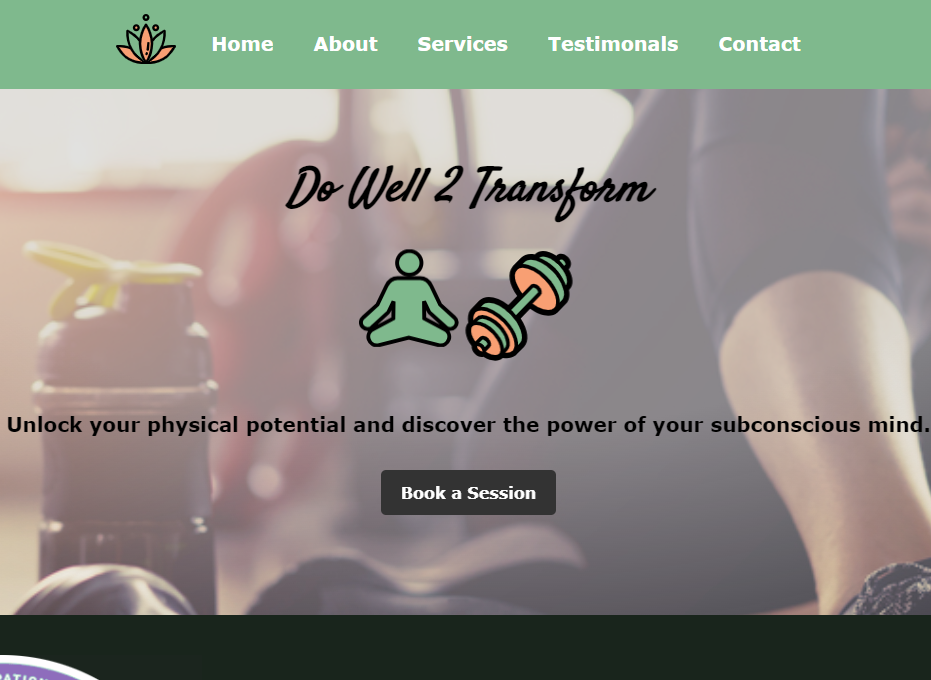 Home About Services Testimonals Contact
Do Well 2 Transform
Unlock your physical potential and discover the power of your subconscious mind.
Book a Session